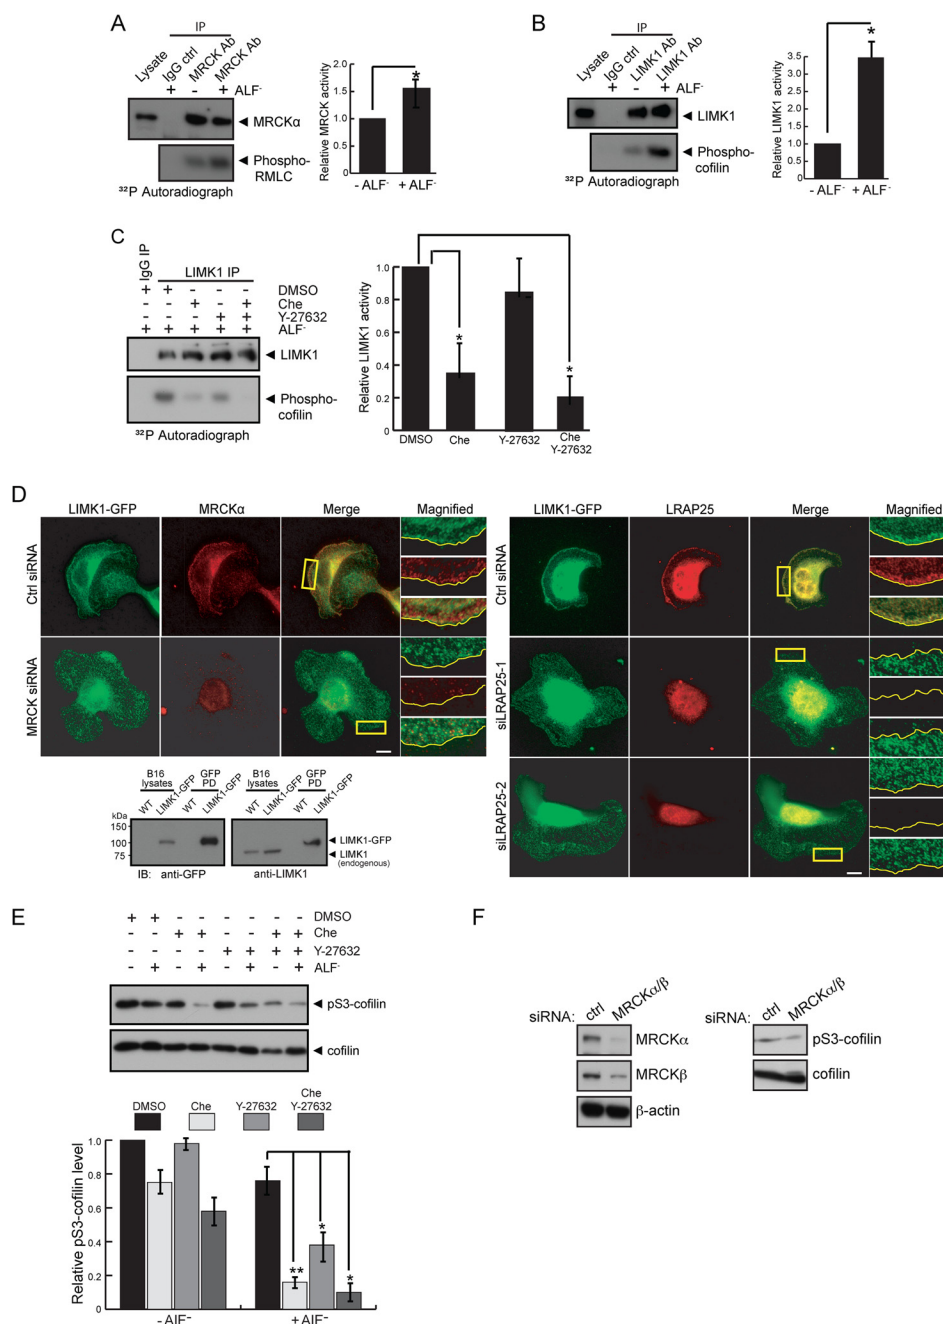 A
IP
Lysate
IgG ctrl
MRCK Ab
MRCK Ab
+ - + ALF-
MRCKα
Phospho-
RMLC
³²P Autoradiograph
Relative MRCK activity
2.0
1.5
1.0
0.5
0
*
- ALF-
+ ALF-
B
IP
Lysate
IgG ctrl
LIMK1 Ab
LIMK1 Ab
+ - + ALF-
LIMK1
Phospho-
cofilin
³²P Autoradiograph
Relative LIMK1 activity
3.5
3.0
2.0
1.0
0
*
- ALF-
+ ALF-
C
IgG IP
LIMK1 IP
+ + - - - DMSO
- - + - + Che
- - - + + Y-27632
+ + + + + ALF-
LIMK1
Phospho-
cofilin
³²P Autoradiograph
Relative LIMK1 activity
1.0
0.8
0.6
0.4
0.2
0
*
*
DMSO
Che
Y-27632
Che
Y-27632
D
LIMK1-GFP
MRCKα
Merge
Magnified
Ctrl siRNA
MRCK siRNA
LIMK1-GFP
LRAP25
Merge
Magnified
Ctrl siRNA
siLRAP25-1
siLRAP25-2
B16
lysates
GFP
PD
B16
lysates
GFP
PD
WT
LIMK1-GFP
WT
LIMK1-GFP
WT
LIMK1-GFP
WT
LIMK1-GFP
kDa
150
100
75
LIMK1-GFP
LIMK1
(endogenous)
IB: anti-GFP
anti-LIMK1
E
+ + - - - - - - DMSO
- - + + - - + + Che
- - - - + + + + Y-27632
- + - + - + - + ALF-
pS3-cofilin
cofilin
DMSO
Che
Y-27632
Che
Y-27632
Relative pS3-cofilin level
1.0
0.8
0.6
0.4
0.2
0
**
*
*
- AlF-
+ AlF-
F
siRNA:
ctrl
MRCKα/β
MRCKα
MRCKβ
β-actin
siRNA:
ctrl
MRCKα/β
pS3-cofilin
cofilin